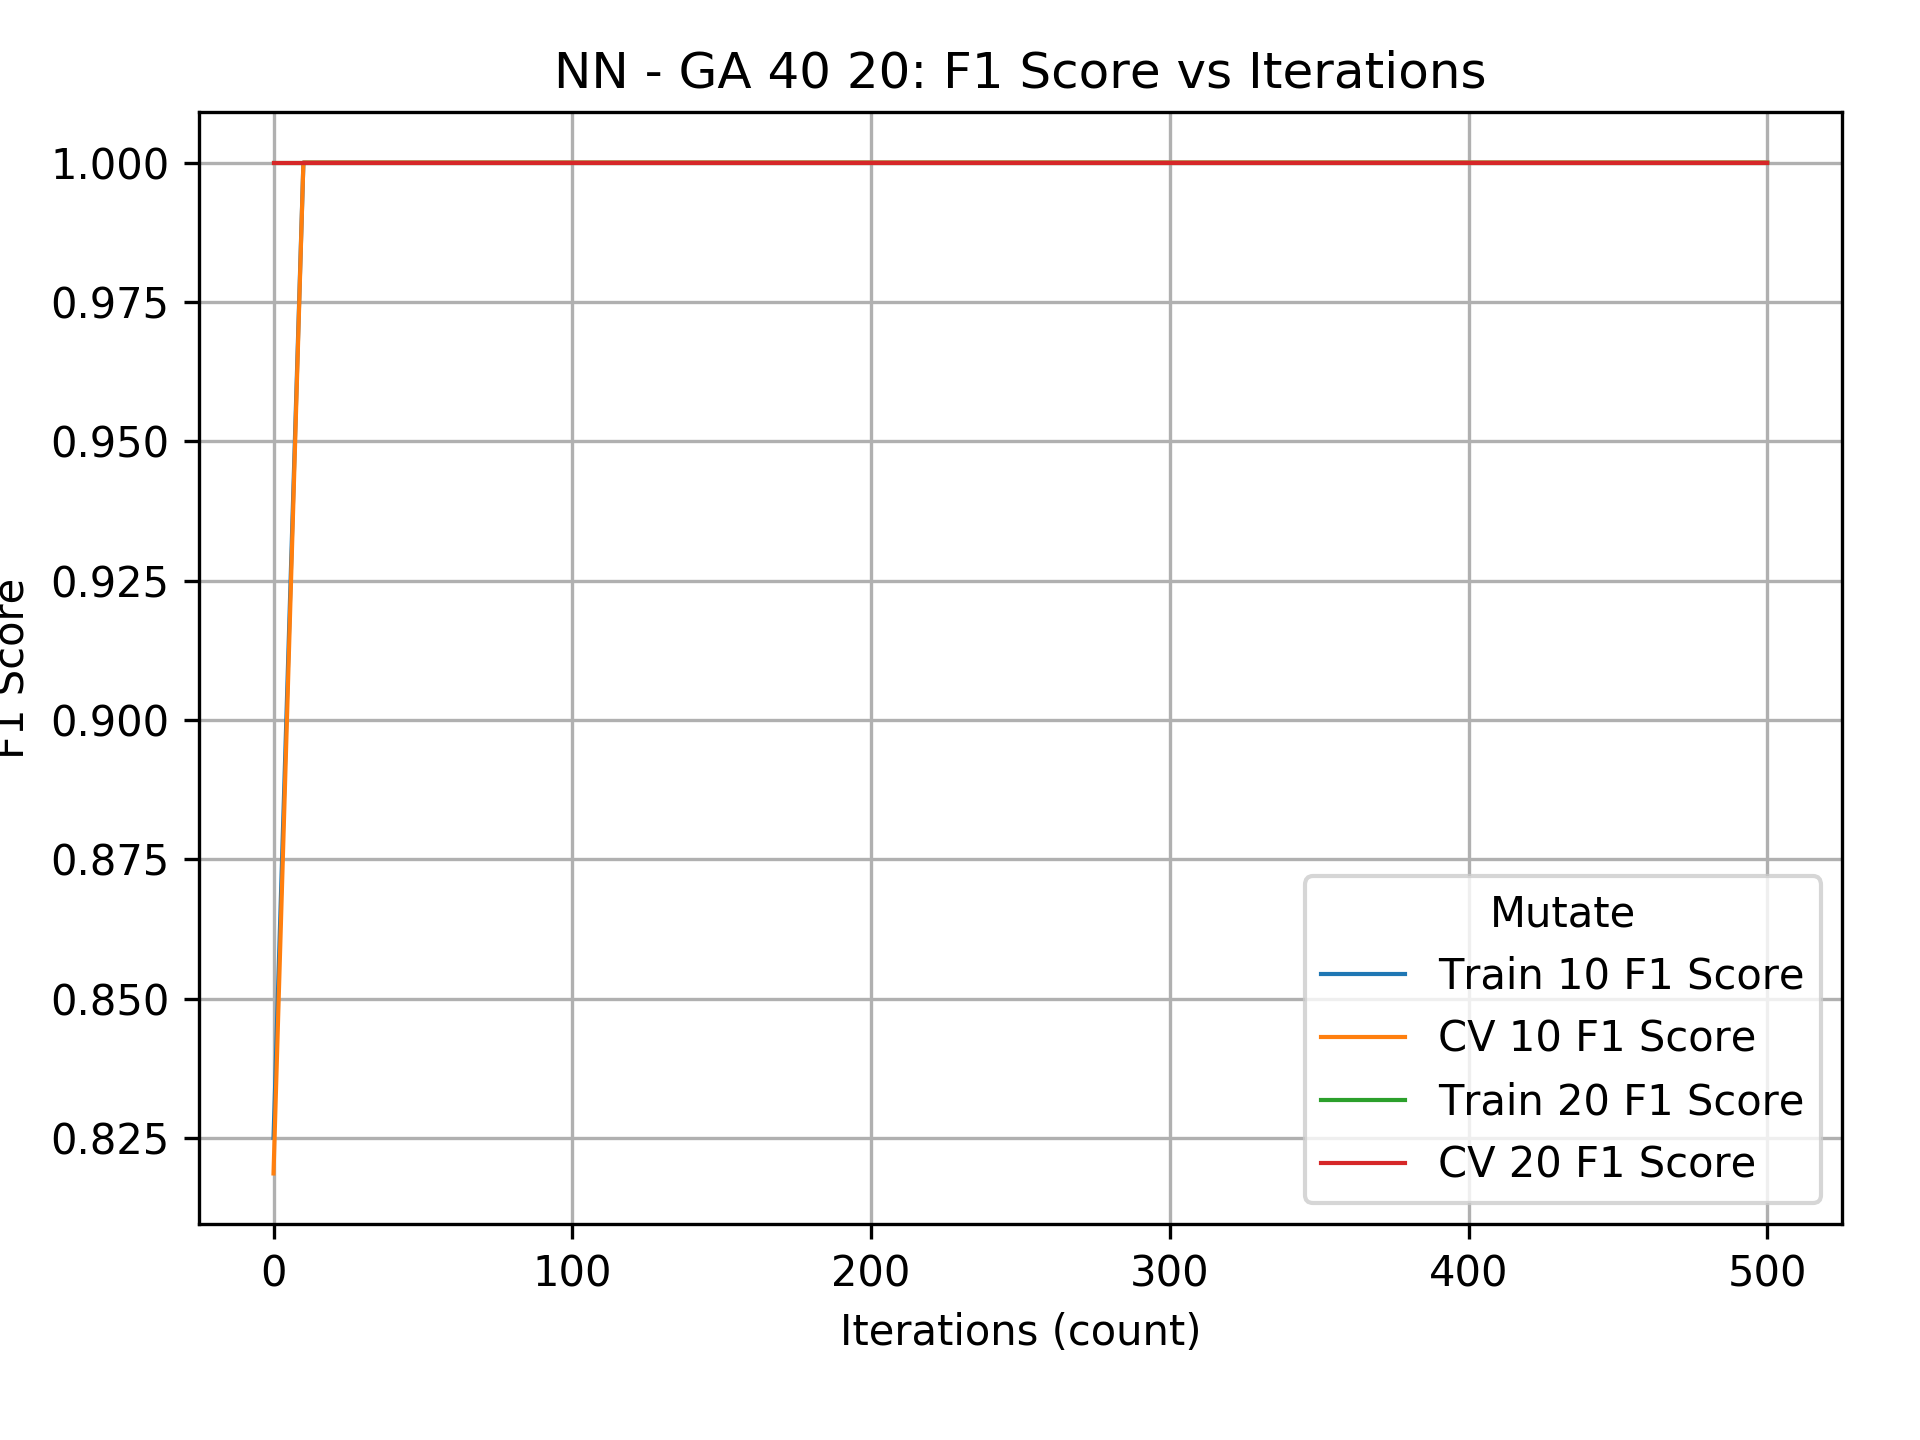 NN - GA 40 20: F1 Score vs Iterations
1.000
0.975
0.950
0.925
0.900
0.875
0.850
0.825
F1 Score
0 100 200 300 400 500
Iterations (count)
Mutate
Train 10 F1 Score
CV 10 F1 Score
Train 20 F1 Score
CV 20 F1 Score